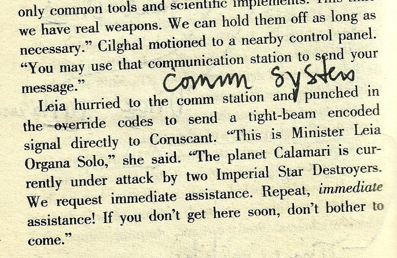 only common tools and scientific implements.
we have real weapons. We can hold them off as long as
necessary." Cilghal motioned to a nearby control panel.
"You may use that communication station to send your
message."
comm system
Leia hurried to the comm station and punched in
the override codes to send a tight-beam encoded
signal directly to Coruscant. "This is Minister Leia
Organa Solo," she said. "The planet Calamari is cur-
rently under attack by two Imperial Star Destroyers.
We request immediate assistance. Repeat, immediate
assistance! If you don't get here soon, don't bother to
come."